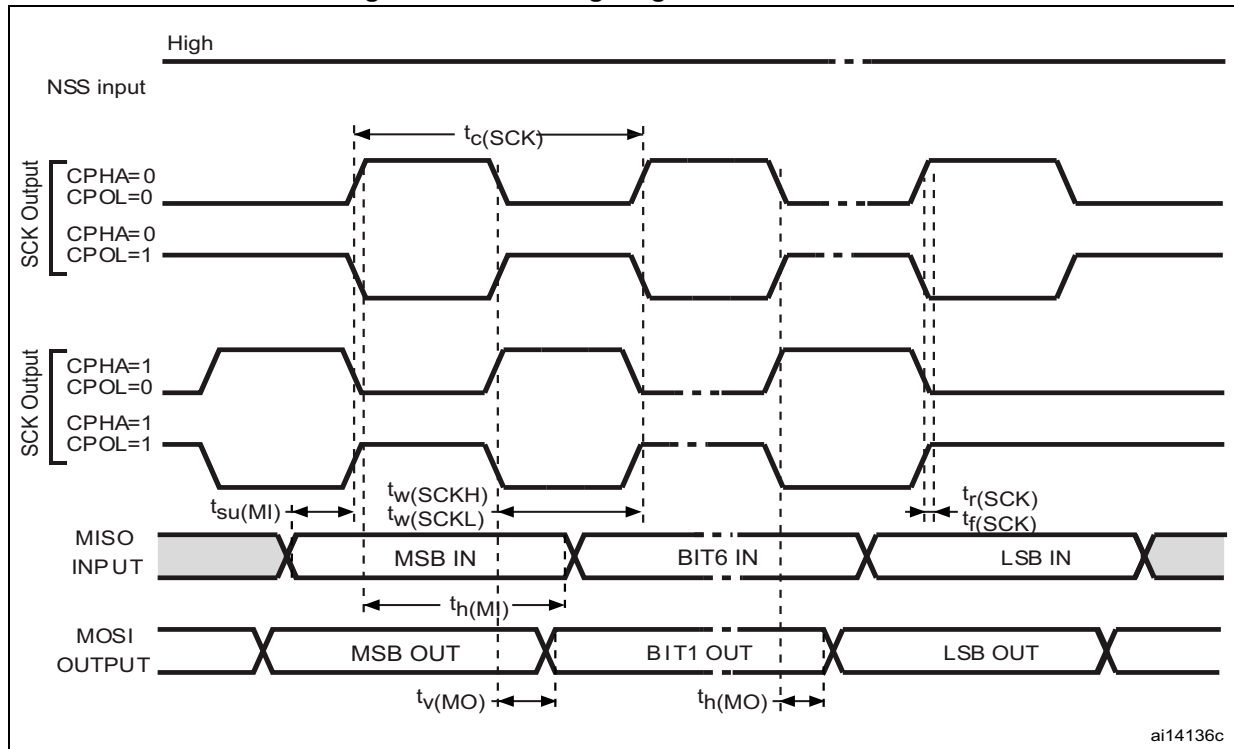 High
NSS input
tc(SCK)
SCK Output
CPHA=0
CPOL=0
CPHA=0
CPOL=1
SCK Output
CPHA=1
CPOL=0
CPHA=1
CPOL=1
tsu(MI)
tw(SCKH)
tw(SCKL)
tr(SCK)
tf(SCK)
MISO
INPUT
MSB IN
BIT6 IN
LSB IN
th(MI)
MOSI
OUTPUT
MSB OUT
BIT1 OUT
LSB OUT
tv(MO)
th(MO)
ai14136c